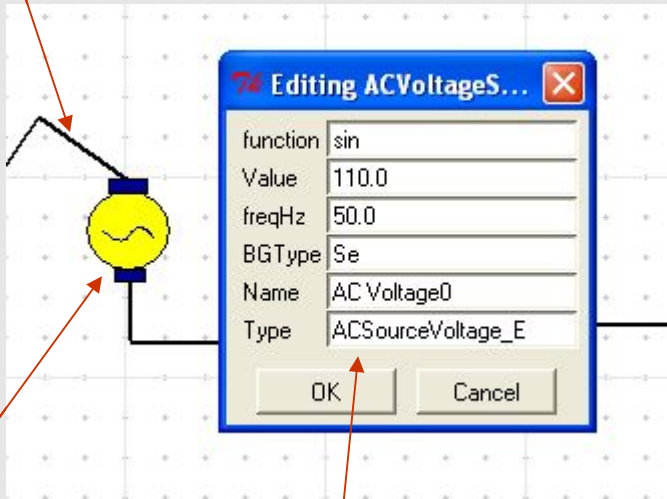 Editing ACVoltageS...
function sin
Value 110.0
freqHz 50.0
BGType Se
Name AC Voltage0
Type ACSourceVoltage_E
OK Cancel